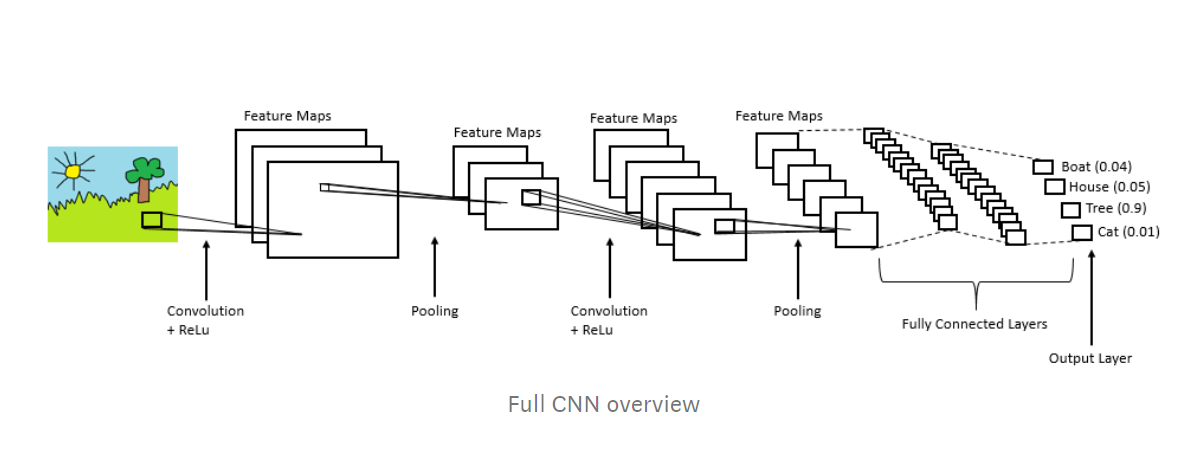 Feature Maps
Feature Maps
Feature Maps
Feature Maps
Boat (0.04)
House (0.05)
Tree (0.9)
Cat (0.01)
Convolution
+ ReLu
Pooling
Convolution
+ ReLu
Pooling
Fully Connected Layers
Output Layer
Full CNN overview